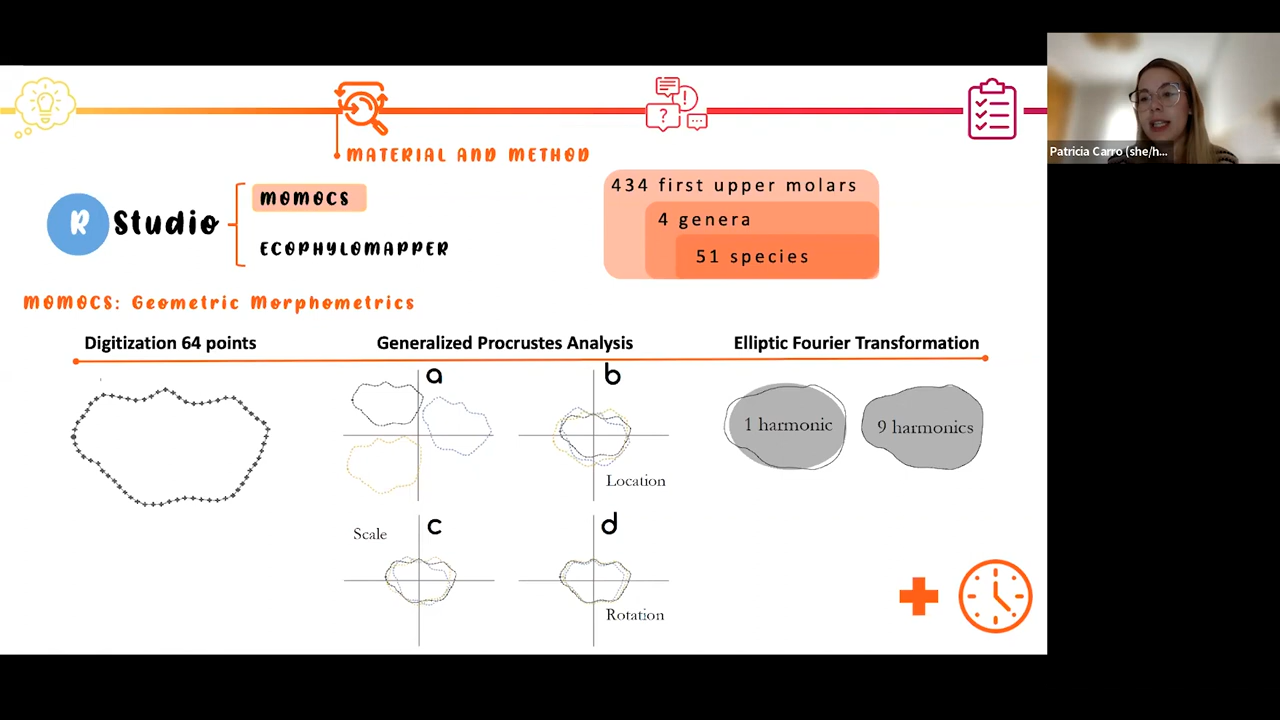 MATERIAL AND METHOD
R Studio
MOMOCS
ECOPHYLOMAPPER
434 first upper molars
4 genera
51 species
MOMOCS: Geometric Morphometrics
Digitization 64 points
Generalized Procrustes Analysis
Elliptic Fourier Transformation
a
b
Location
1 harmonic
9 harmonics
Scale
c
d
Rotation
Patricia Carro (she/h...